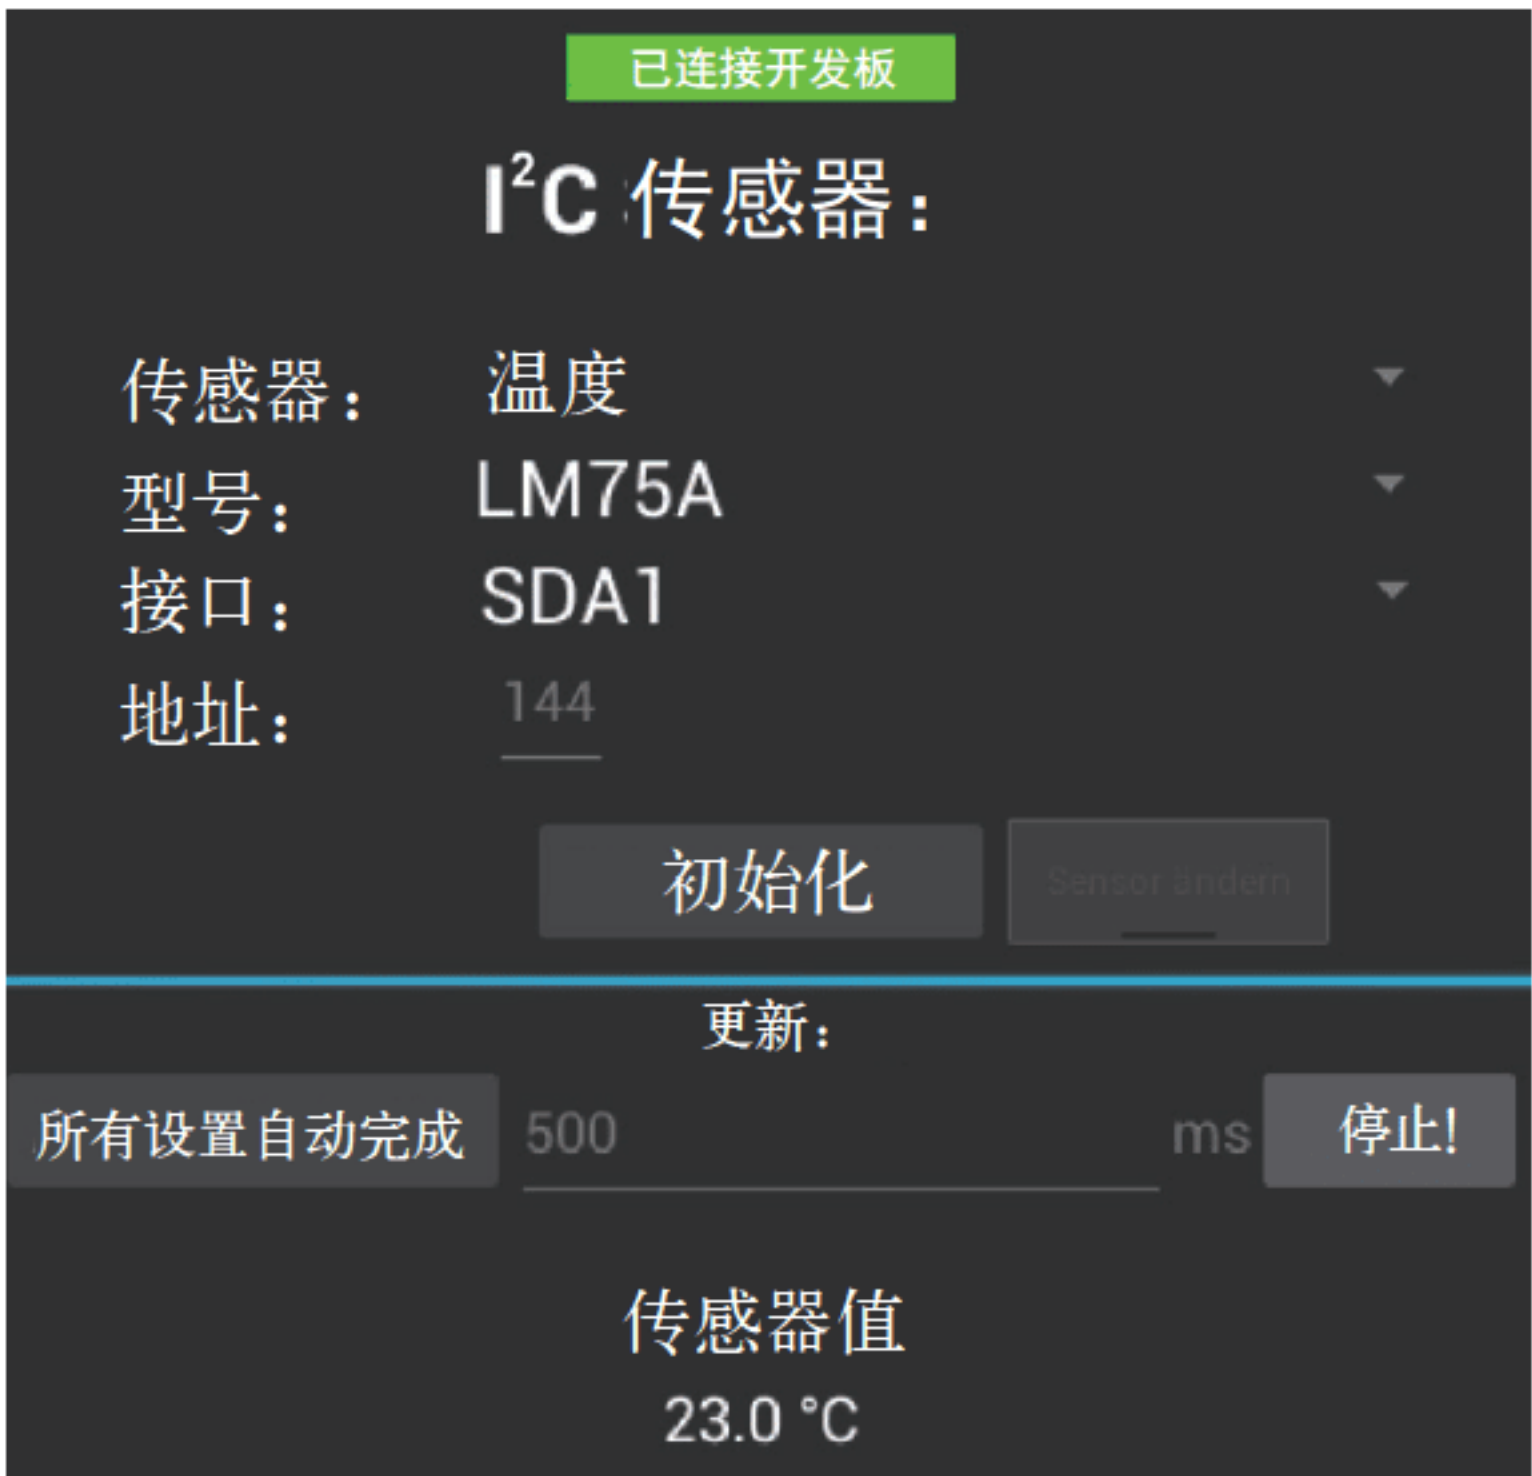 已连接开发板
I²C 传感器：
传感器： 温度
型号： LM75A
接口： SDA1
地址： 144
初始化 Sensor ändern
更新：
所有设置自动完成 500 ms 停止!
传感器值
23.0 °C